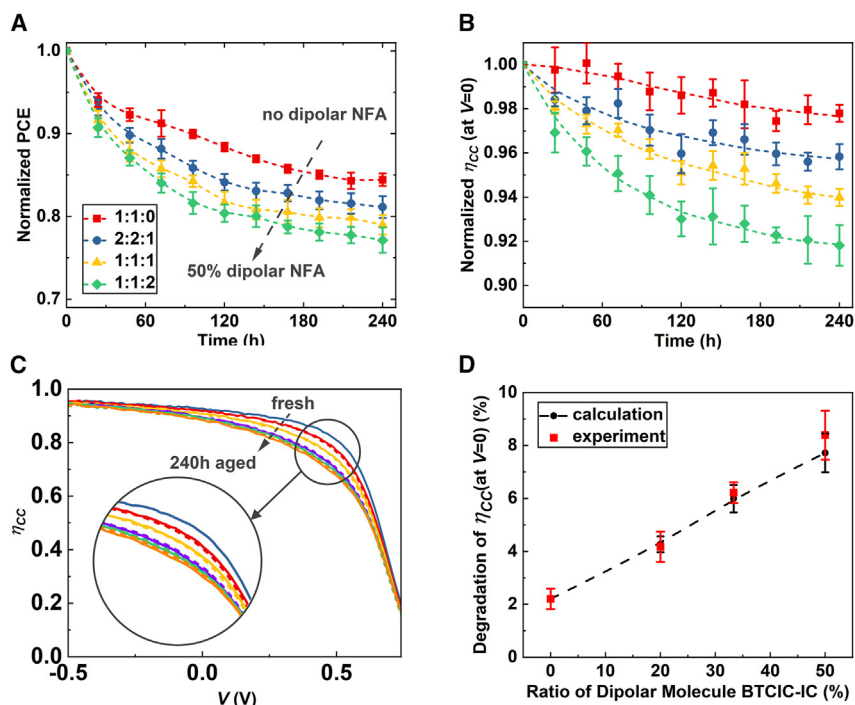 A
Normalized PCE
1.0
0.9
0.8
0.7
no dipolar NFA
50% dipolar NFA
1:1:0
2:2:1
1:1:1
1:1:2
0 60 120 180 240
Time (h)
B
Normalized ηCC (at V=0)
1.00
0.98
0.96
0.94
0.92
0.90
0 60 120 180 240
Time (h)
C
ηCC
1.0
0.8
0.6
0.4
0.2
0.0
fresh
240h aged
-0.5 0.0 0.5
V (V)
D
Degradation of ηCC(at V=0) (%)
10
8
6
4
2
0
calculation
experiment
0 10 20 30 40 50
Ratio of Dipolar Molecule BTCIC-IC (%)